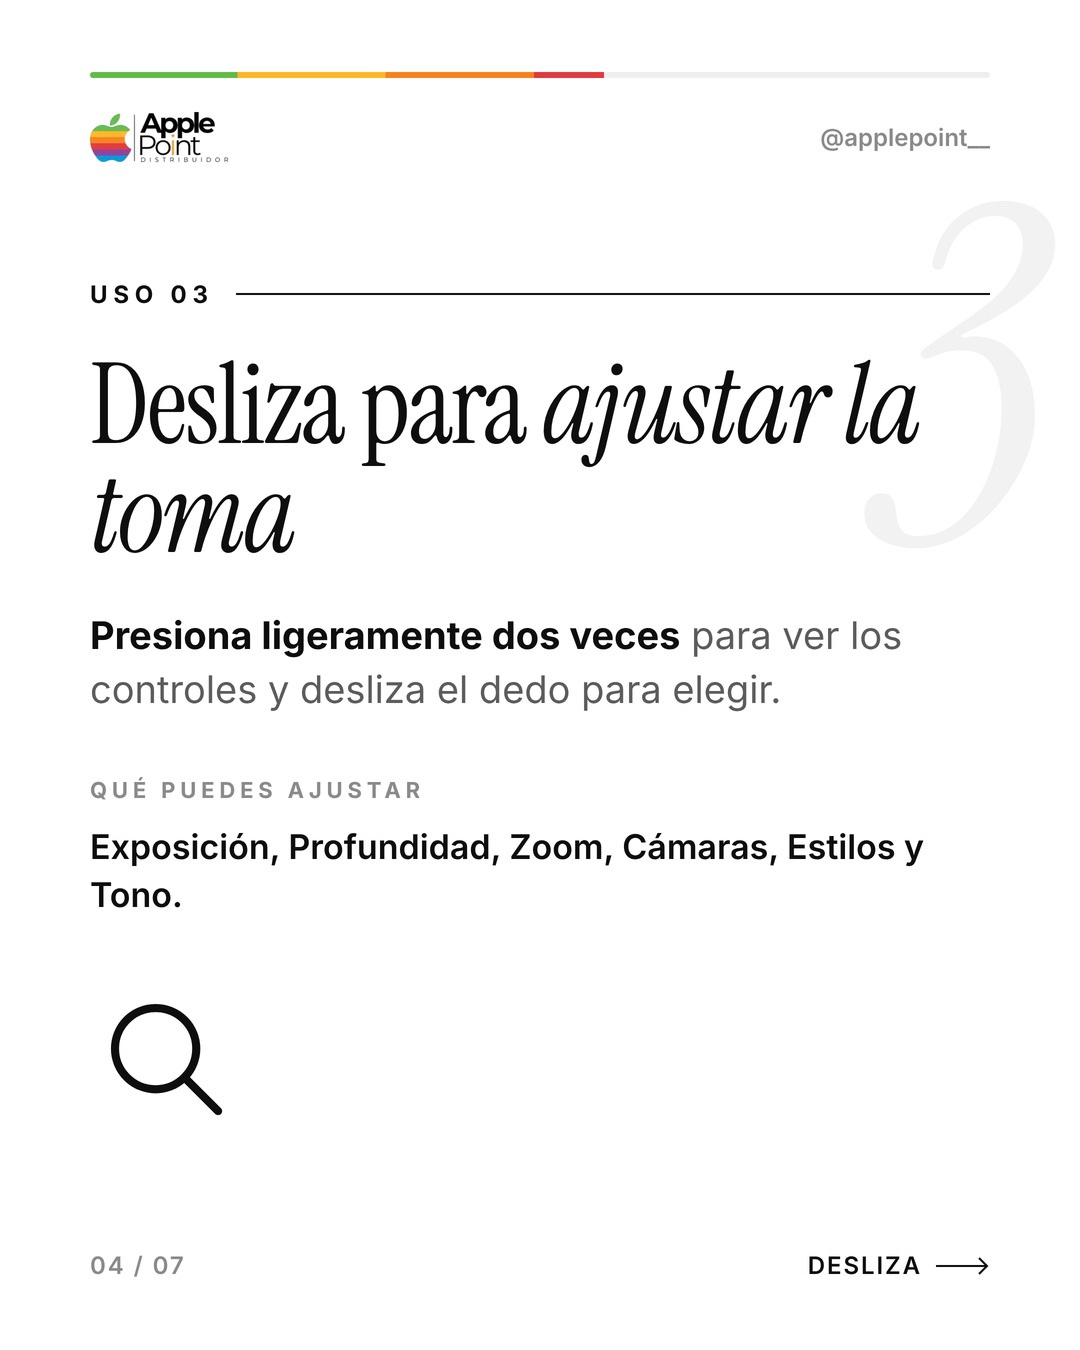 Apple
Point
DISTRIBUIDOR
@applepoint__
3
USO 03
Desliza para ajustar la
toma
Presiona ligeramente dos veces para ver los
controles y desliza el dedo para elegir.
QUÉ PUEDES AJUSTAR
Exposición, Profundidad, Zoom, Cámaras, Estilos y
Tono.
04 / 07
DESLIZA